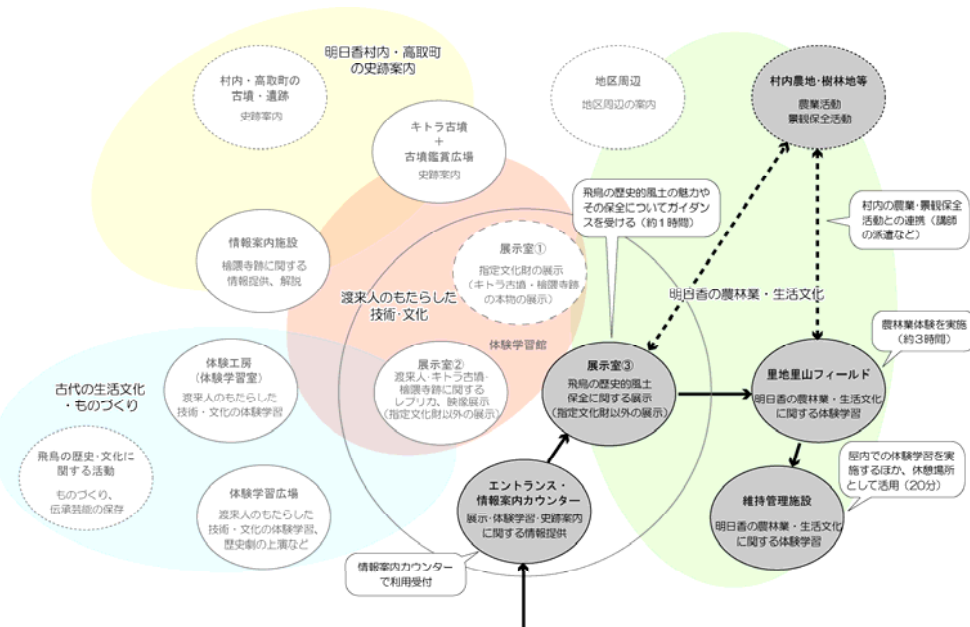 明日香村内・高取町
の史跡案内
村内・高取町の
古墳・遺跡
史跡案内
キトラ古墳
+
古墳鑑賞広場
史跡案内
地区周辺
地区周辺の案内
村内農地・樹林地等
農業活動
景観保全活動
飛鳥の歴史的風土の魅力や
その保全についてガイダン
スを受ける（約１時間）
村内の農業・景観保全
活動との連携（講師
の派遣など）
情報案内施設
檜隈寺跡に関する
情報提供、解説
展示室①
指定文化財の展示
（キトラ古墳・檜隈寺跡
の本物の展示）
渡来人のもたらした
技術・文化
明日香の農林業・生活文化
体験学習館
農林業体験を実施
（約３時間）
古代の生活文化
・ものづくり
体験工房
（体験学習室）
渡来人のもたらした
技術・文化の体験学習
展示室②
渡来人・キトラ古墳・
檜隈寺跡に関する
レプリカ、映像展示
（指定文化財以外の展示）
展示室③
飛鳥の歴史的風土
保全に関する展示
（指定文化財以外の展示）
里地里山フィールド
明日香の農林業・生活文化
に関する体験学習
飛鳥の歴史・文化に
関する活動
ものづくり、
伝承芸能の保存
体験学習広場
渡来人のもたらした
技術・文化の体験学習、
歴史劇の上演など
エントランス・
情報案内カウンター
展示・体験学習・史跡案内
に関する情報提供
維持管理施設
明日香の農林業・生活文化
に関する体験学習
屋内での体験学習を実
施するほか、休憩場所
として活用（20分）
情報案内カウンター
で利用受付